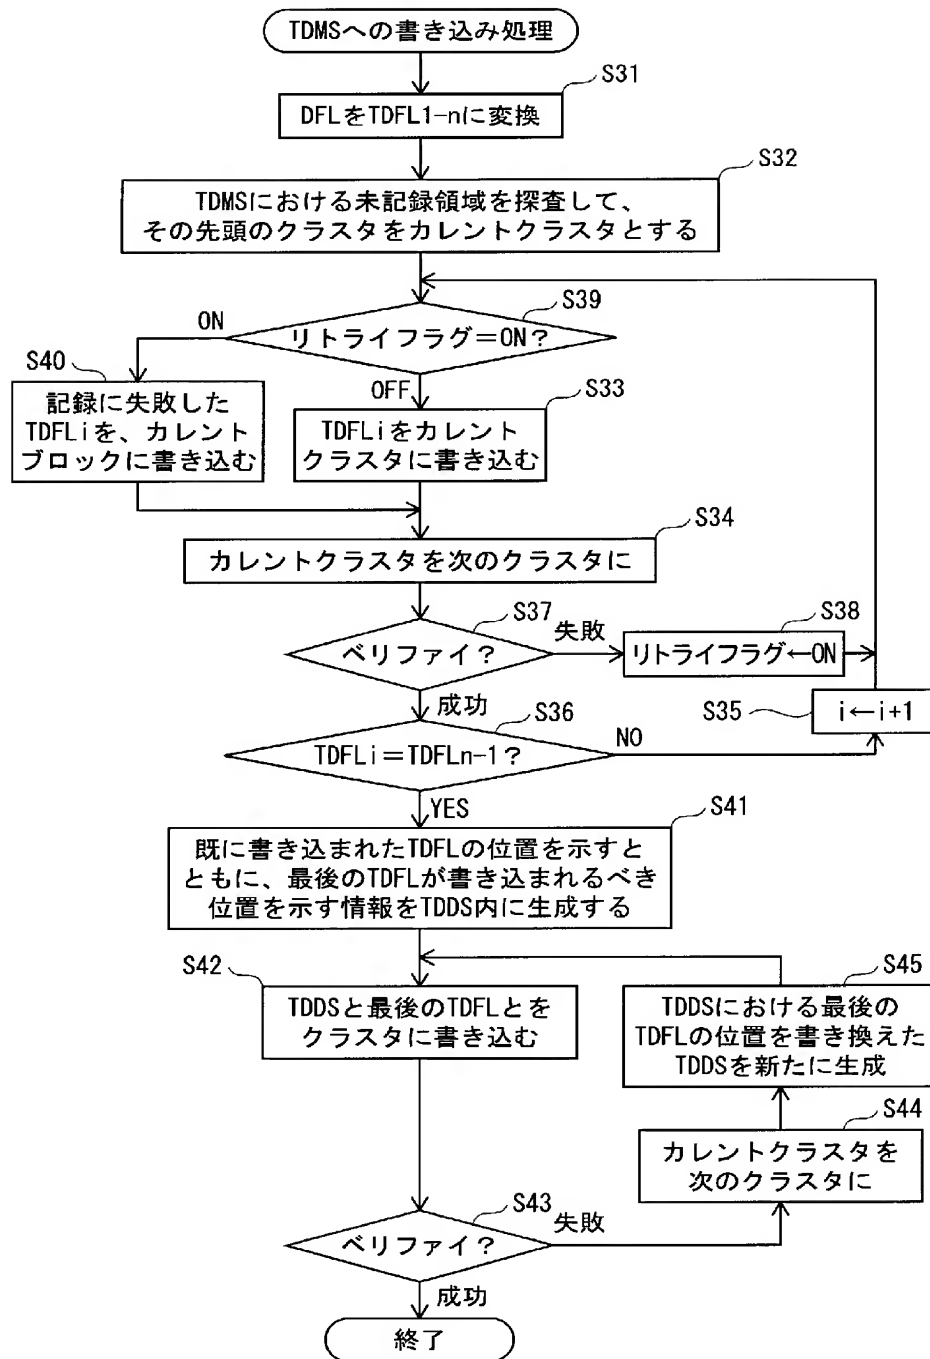 TDMSへの書き込み処理
S31
DFLをTDFL1-nに変換
S32
TDMSにおける未記録領域を探査して、
その先頭のクラスタをカレントクラスタとする
S39
リトライフラグ=ON?
ON
OFF
S40
記録に失敗した
TDFLiを、カレント
ブロックに書き込む
S33
TDFLiをカレント
クラスタに書き込む
S34
カレントクラスタを次のクラスタに
S37
ベリファイ?
失敗
S38
リトライフラグ←ON
成功
S35
i←i+1
S36
TDFLi=TDFLn-1?
NO
YES
S41
既に書き込まれたTDFLの位置を示すと
ともに、最後のTDFLが書き込まれるべき
位置を示す情報をTDDS内に生成する
S42
TDDSと最後のTDFLとを
クラスタに書き込む
S45
TDDSにおける最後の
TDFLの位置を書き換えた
TDDSを新たに生成
S44
カレントクラスタを
次のクラスタに
S43
ベリファイ?
失敗
成功
終了